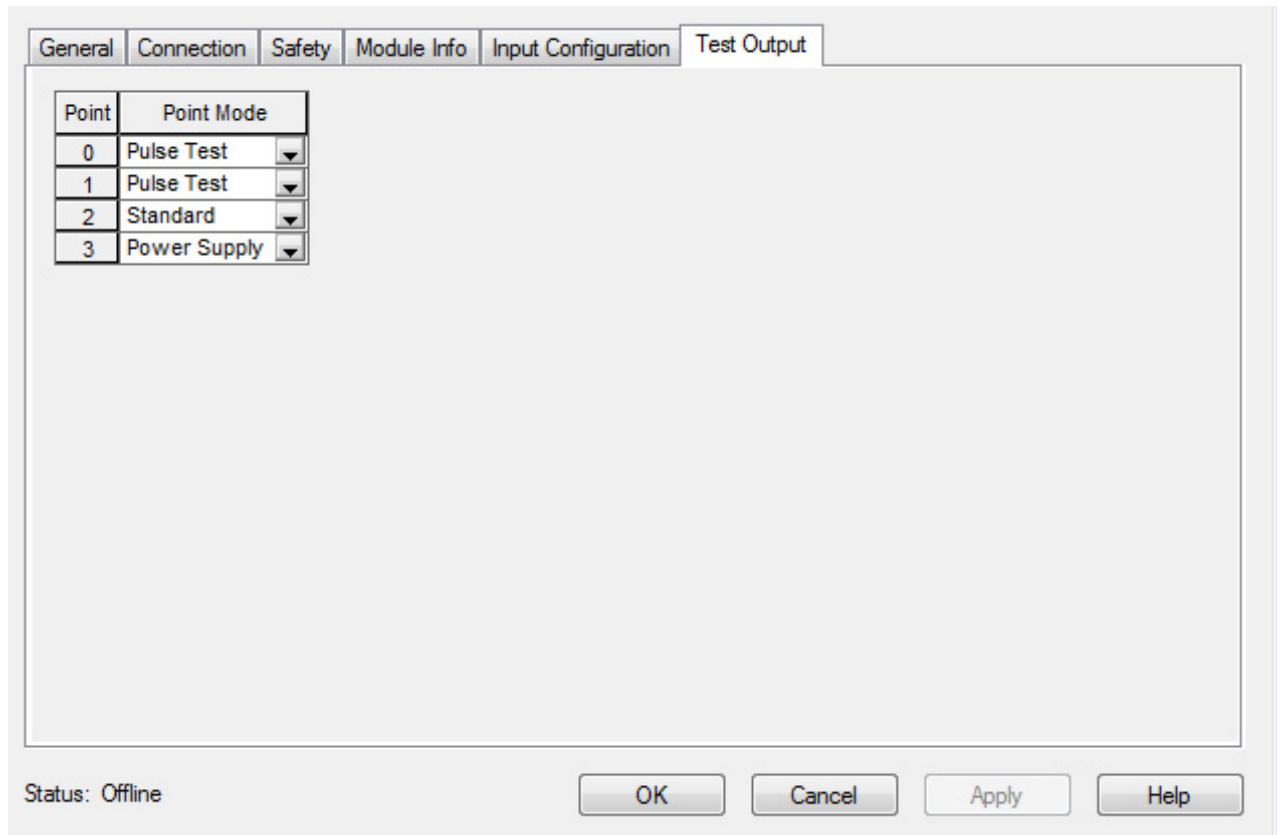 General Connection Safety Module Info Input Configuration Test Output
Point Point Mode
0 Pulse Test
1 Pulse Test
2 Standard
3 Power Supply
Status: Offline OK Cancel Apply Help